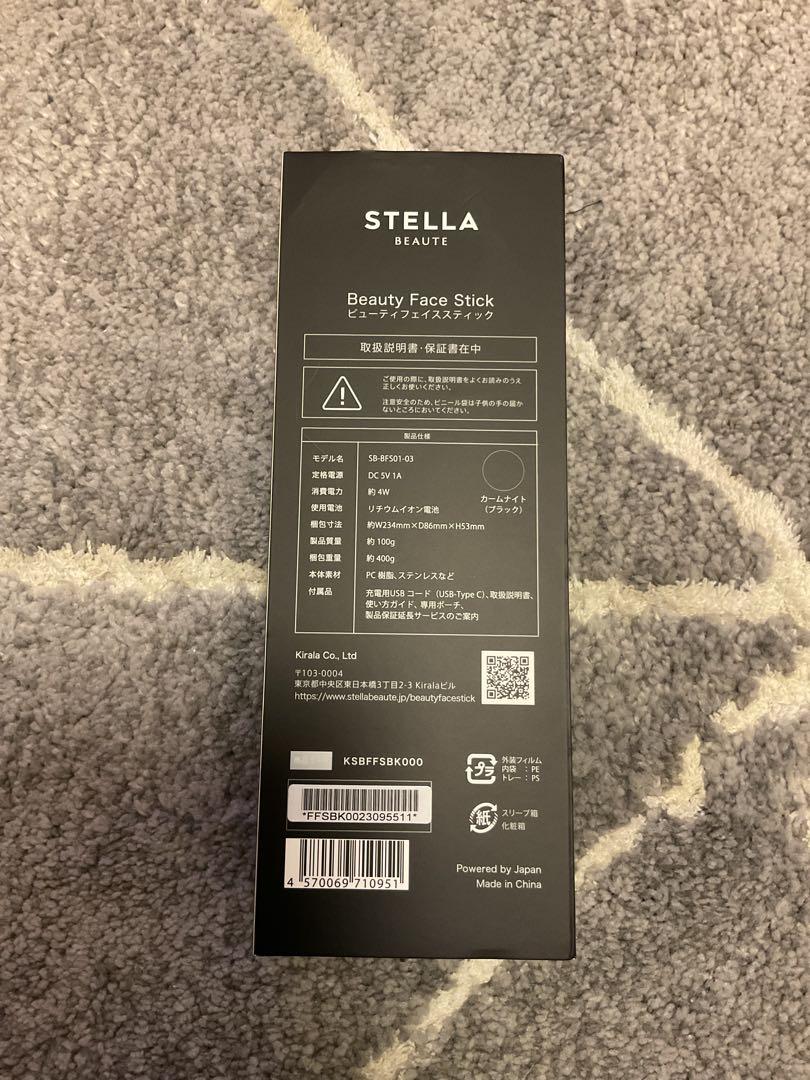 STELLA
BEAUTE
Beauty Face Stick
ビューティフェイススティック
取扱説明書・保証書在中
ご使用の際に、取扱説明書をよくお読みのうえ
正しくお使いください。
注意安全のため、ビニール袋は子供の手の届か
ないところにおいてください。
製品仕様
モデル名 SB-BFS01-03
定格電源 DC 5V 1A
消費電力 約 4W
使用電池 リチウムイオン電池
カームナイト
（ブラック）
梱包寸法 約W234mm×D86mm×H53mm
製品質量 約 100g
梱包重量 約 400g
本体素材 PC 樹脂、ステンレスなど
付属品 充電用USB コード（USB-Type C）、取扱説明書、
使い方ガイド、専用ポーチ、
製品保証延長サービスのご案内
Kirala Co., Ltd
〒103-0004
東京都中央区東日本橋3丁目2-3 Kiralaビル
https://www.stellabeaute.jp/beautyfacestick
KSBFFSBK000
*FFSBK0023095511*
4 570069 710951
プラ
外装フィルム
内袋 : PE
トレー : PS
紙
スリーブ箱
化粧箱
Powered by Japan
Made in China